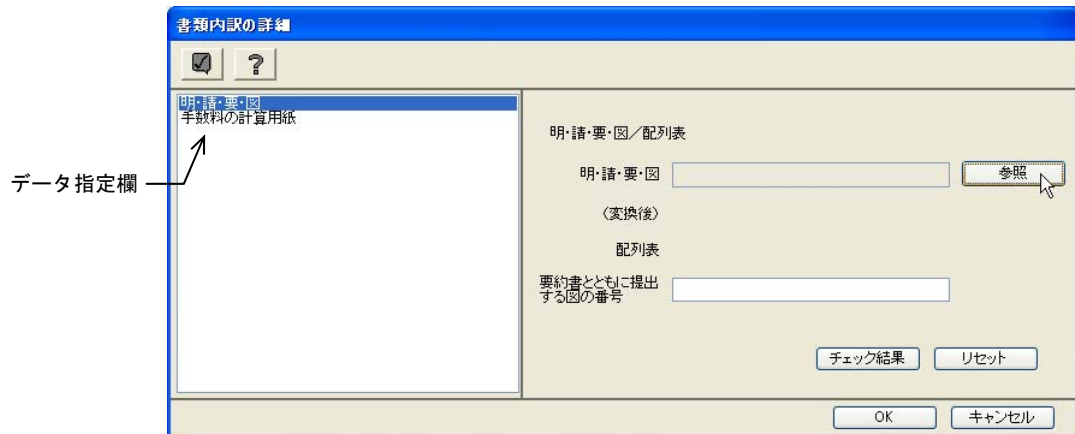 書類内訳の詳細
?
明・請・要・図
手数料の計算用紙
データ指定欄
明・請・要・図／配列表
明・請・要・図
参照
(変換後)
配列表
要約書とともに提出
する図の番号
チェック結果
リセット
OK
キャンセル